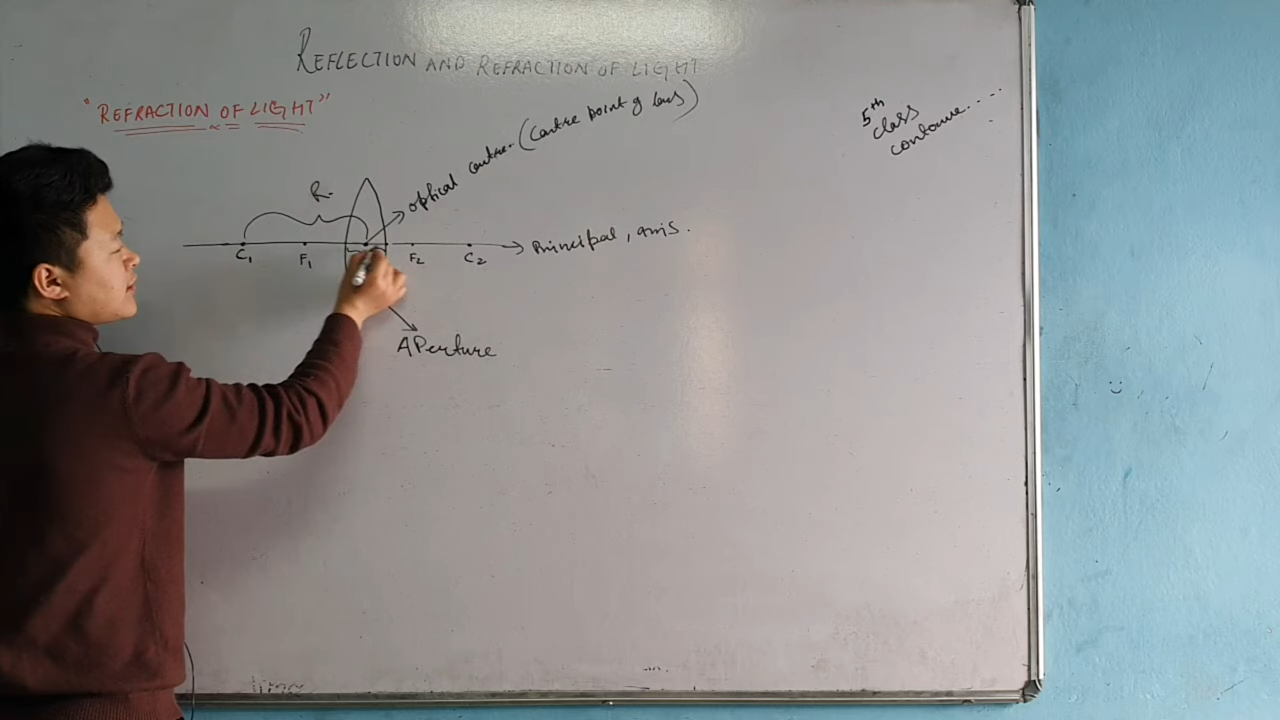 REFLECTION AND REFRACTION OF LIGHT
"REFRACTION OF LIGHT"
5th
class
continue....
optical centre. (Centre point of lens)
R.
C1 F1 F2 C2
Principal, axis.
APerture